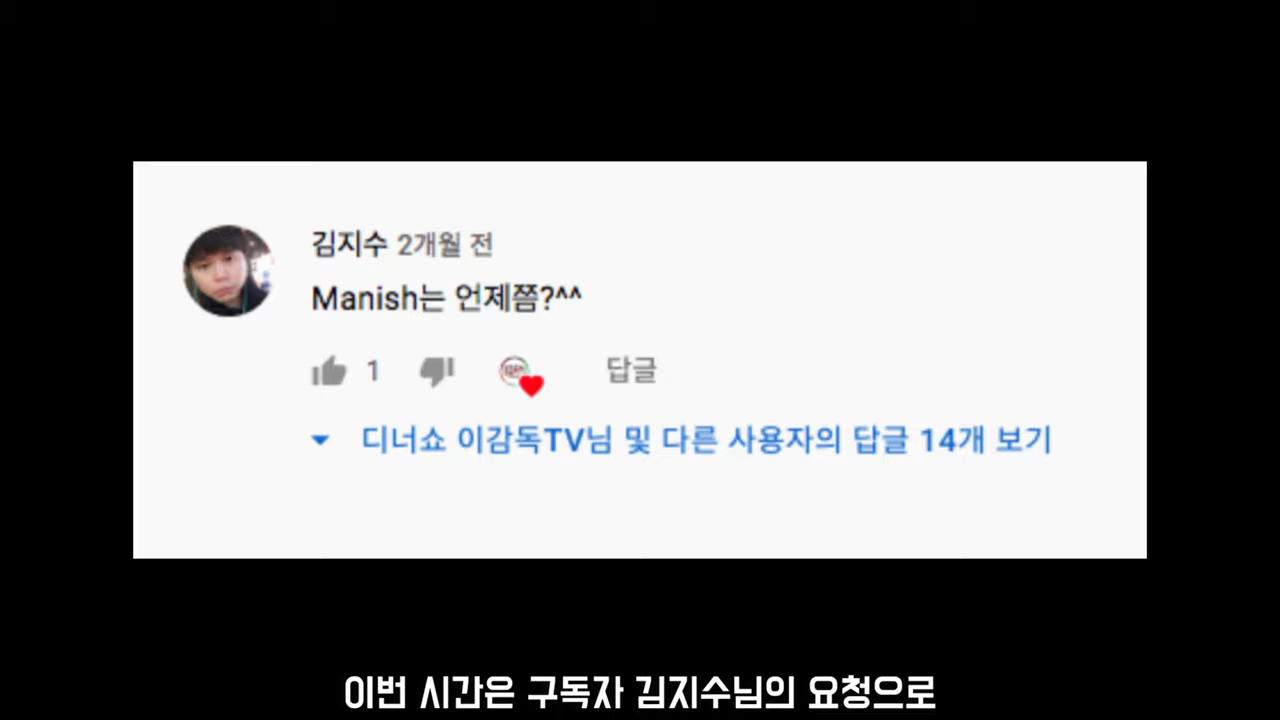 김지수 2개월 전
Manish는 언제쯤?^^
1
답글
디너쇼 이감독TV님 및 다른 사용자의 답글 14개 보기
이번 시간은 구독자 김지수님의 요청으로